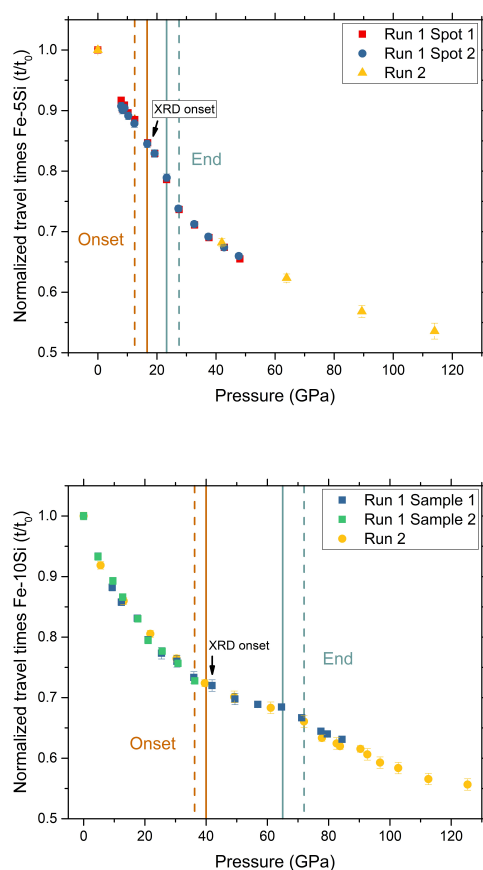 Normalized travel times Fe-5Si (t/t0)
1.0
0.9
0.8
0.7
0.6
0.5
Run 1 Spot 1
Run 1 Spot 2
Run 2
XRD onset
End
Onset
0 20 40 60 80 100 120
Pressure (GPa)
Normalized travel times Fe-10Si (t/t0)
1.0
0.9
0.8
0.7
0.6
0.5
Run 1 Sample 1
Run 1 Sample 2
Run 2
XRD onset
End
Onset
0 20 40 60 80 100 120
Pressure (GPa)